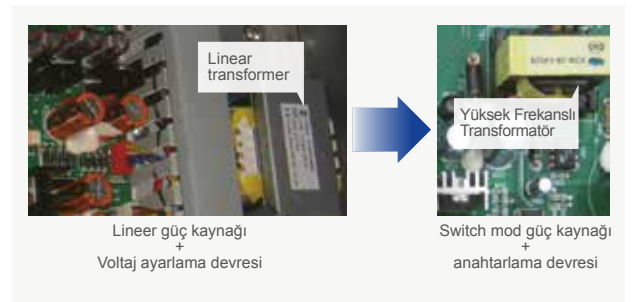 Linear
transformer
Yüksek Frekanslı
Transformatör
Lineer güç kaynağı
+
Voltaj ayarlama devresi
Switch mod güç kaynağı
+
anahtarlama devresi